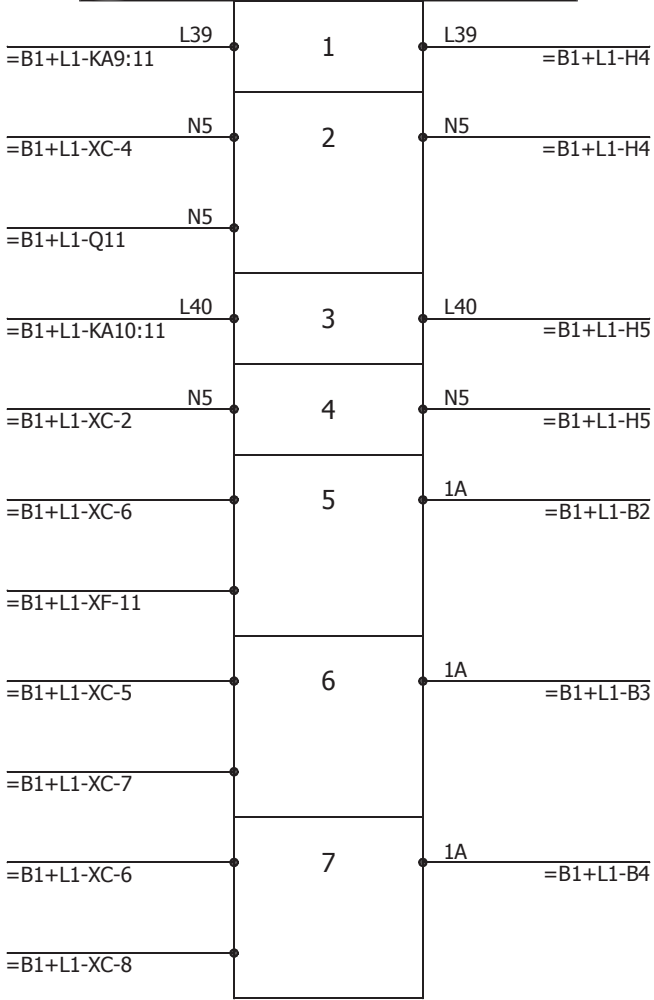 L39 1 L39
=B1+L1-KA9:11 =B1+L1-H4
N5 2 N5
=B1+L1-XC-4 =B1+L1-H4
N5
=B1+L1-Q11
L40 3 L40
=B1+L1-KA10:11 =B1+L1-H5
N5 4 N5
=B1+L1-XC-2 =B1+L1-H5
5 1A
=B1+L1-XC-6 =B1+L1-B2
=B1+L1-XF-11
6 1A
=B1+L1-XC-5 =B1+L1-B3
=B1+L1-XC-7
7 1A
=B1+L1-XC-6 =B1+L1-B4
=B1+L1-XC-8